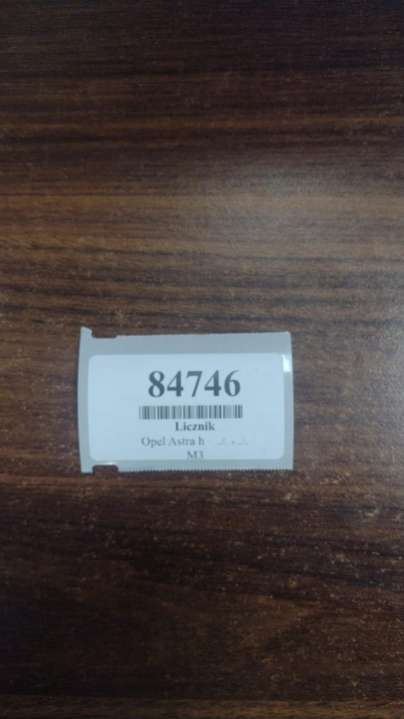 84746
Licznik
Opel Astra h
M3